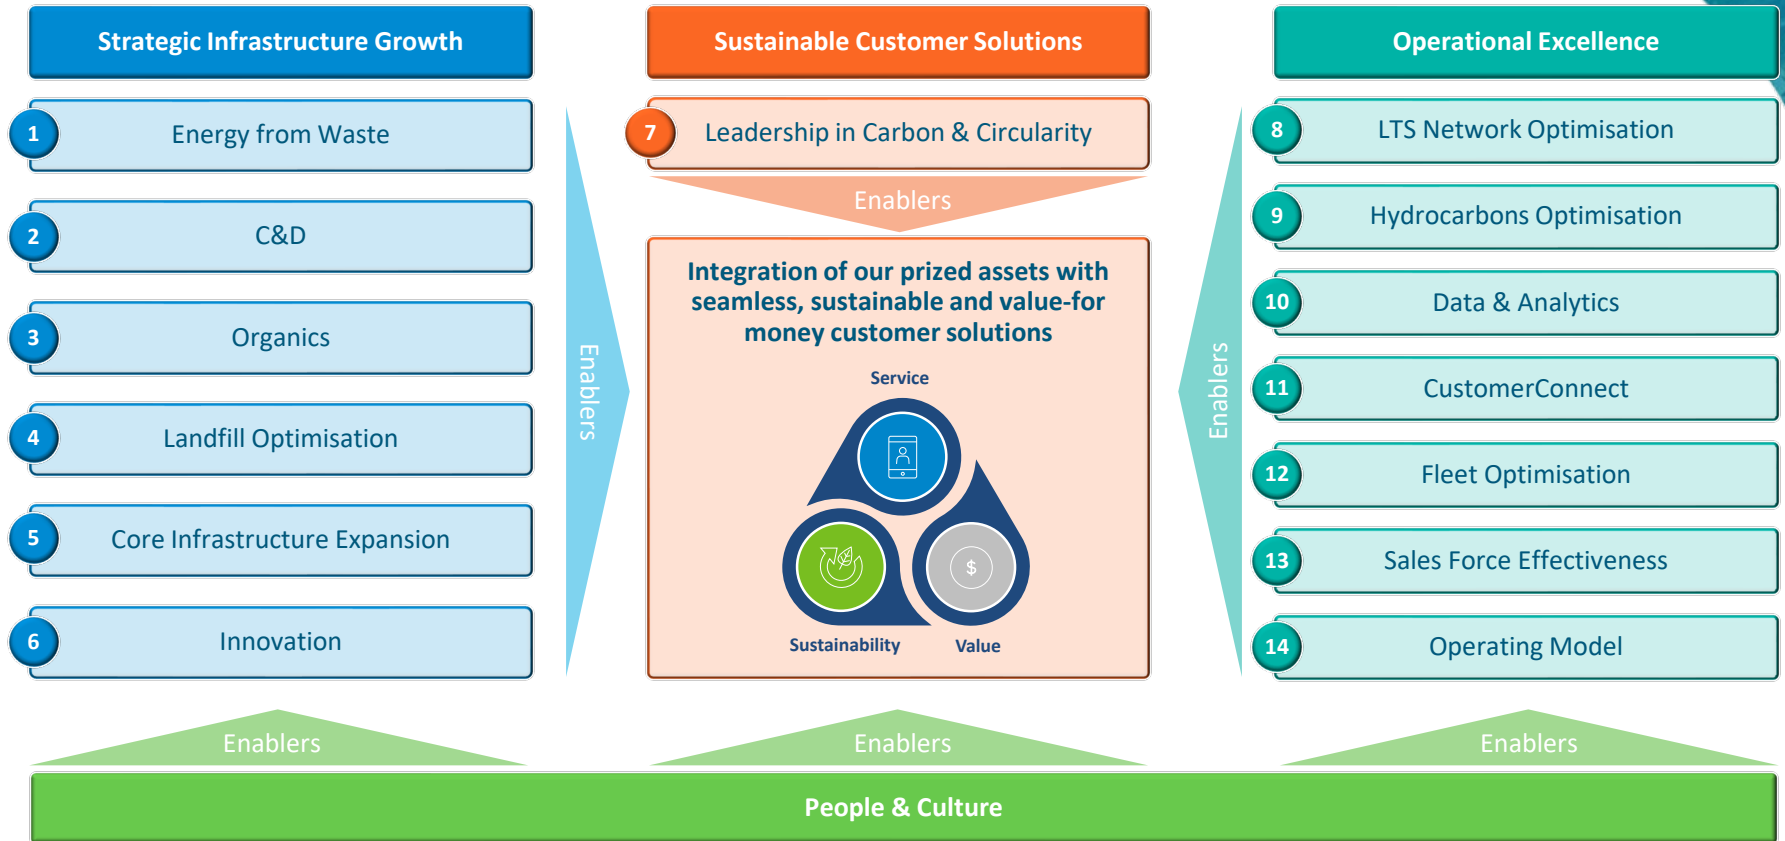 Strategic Infrastructure Growth
1
Energy from Waste
2
C&D
3
Organics
4
Landfill Optimisation
5
Core Infrastructure Expansion
6
Innovation
Enablers
Sustainable Customer Solutions
7
Leadership in Carbon & Circularity
Enablers
Integration of our prized assets with
seamless, sustainable and value-for
money customer solutions
Service
$
Sustainability
Value
Enablers
Operational Excellence
8
LTS Network Optimisation
9
Hydrocarbons Optimisation
10
Data & Analytics
11
CustomerConnect
12
Fleet Optimisation
13
Sales Force Effectiveness
14
Operating Model
Enablers
Enablers
Enablers
People & Culture